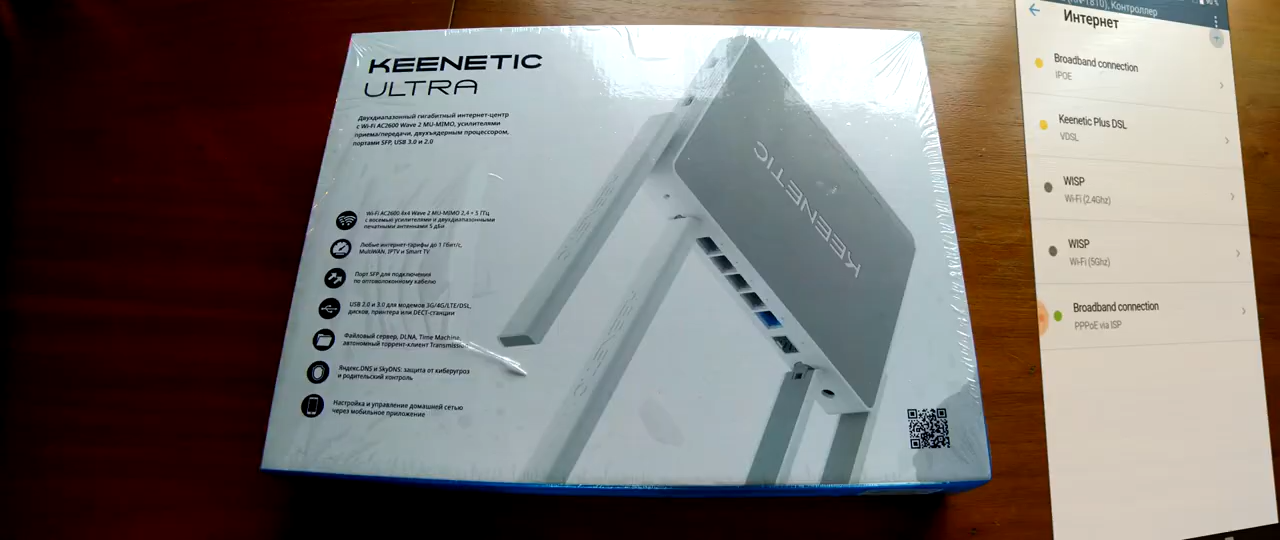 KEENETIC
ULTRA
Двухдиапазонный гигабитный интернет-центр
с Wi-Fi AC2600 Wave 2 MU-MIMO, усилителями
приема/передачи, двухъядерным процессором,
портами SFP, USB 3.0 и 2.0
Wi-Fi AC2600 4x4 Wave 2 MU-MIMO 2,4 + 5 ГГц
с восемью усилителями и двухдиапазонными
печатными антеннами 5 дБи
Любые интернет-тарифы до 1 Гбит/с,
MultiWAN, IPTV и Smart TV
Порт SFP для подключения
по оптоволоконному кабелю
USB 2.0 и 3.0 для модемов 3G/4G/LTE/DSL,
дисков, принтера или DECT-станции
Файловый сервер, DLNA, Time Machine,
автономный торрент-клиент Transmission
Яндекс.DNS и SkyDNS: защита от киберугроз
и родительский контроль
Настройка и управление домашней сетью
через мобильное приложение
KEENETIC
Контроллер
Интернет
Broadband connection
IPOE
Keenetic Plus DSL
VDSL
WISP
Wi-Fi (2.4Ghz)
WISP
Wi-Fi (5Ghz)
Broadband connection
PPPoE via ISP